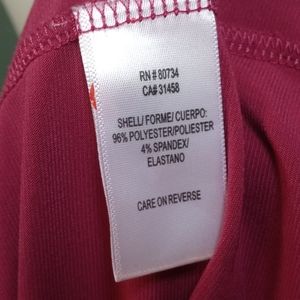 RN # 80734
CA# 31458
SHELL/ FORME/ CUERPO:
96% POLYESTER/POLIESTER
4% SPANDEX/
ELASTANO
CARE ON REVERSE